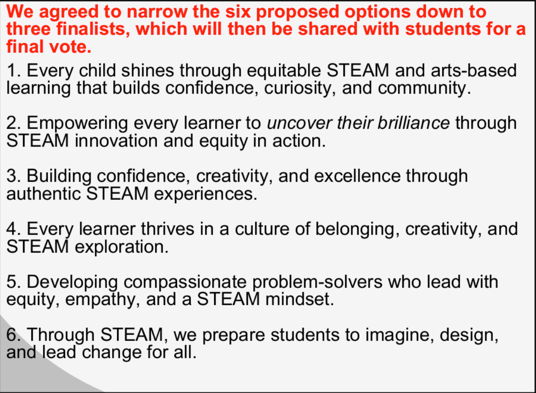 We agreed to narrow the six proposed options down to
three finalists, which will then be shared with students for a
final vote.
1. Every child shines through equitable STEAM and arts-based
learning that builds confidence, curiosity, and community.
2. Empowering every learner to uncover their brilliance through
STEAM innovation and equity in action.
3. Building confidence, creativity, and excellence through
authentic STEAM experiences.
4. Every learner thrives in a culture of belonging, creativity, and
STEAM exploration.
5. Developing compassionate problem-solvers who lead with
equity, empathy, and a STEAM mindset.
6. Through STEAM, we prepare students to imagine, design,
and lead change for all.